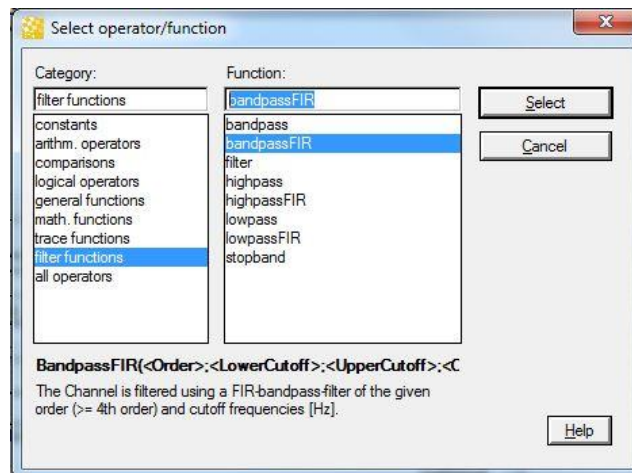 Select operator/function
x
Category:
Function:
filter functions
bandpassFIR
Select
Cancel
constants
arithm. operators
comparisons
logical operators
general functions
math. functions
trace functions
filter functions
all operators
bandpass
bandpassFIR
filter
highpass
highpassFIR
lowpass
lowpassFIR
stopband
BandpassFIR(<Order>;<LowerCutoff>;<UpperCutoff>;<C
The Channel is filtered using a FIR-bandpass-filter of the given
order (>= 4th order) and cutoff frequencies [Hz].
Help